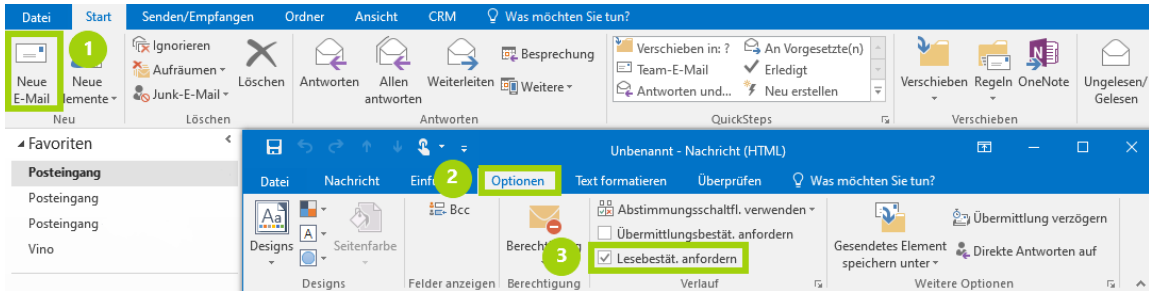 Datei Start Senden/Empfangen Ordner Ansicht CRM Was möchten Sie tun?
1
Neue E-Mail
Neue
Neu
Ignorieren
Aufräumen
Junk-E-Mail
Löschen
Löschen
Antworten
Allen antworten
Weiterleiten
Besprechung
Weitere
Antworten
Verschieben in: ?
Team-E-Mail
Antworten und...
An Vorgesetzte(n)
Erledigt
Neu erstellen
QuickSteps
Verschieben
Regeln
OneNote
Verschieben
Ungelesen/
Gelesen
Favoriten
Posteingang
Posteingang
Posteingang
Vino
Unbenannt - Nachricht (HTML)
Datei Nachricht 2 Optionen Text formatieren Überprüfen Was möchten Sie tun?
Designs
Seitenfarbe
Designs
Bcc
Felder anzeigen
Berechtigung
3
Abstimmungsschaltfl. verwenden
Übermittlungsbestät. anfordern
Lesebestät. anfordern
Verlauf
Gesendetes Element
speichern unter
Übermittlung verzögern
Direkte Antworten auf
Weitere Optionen